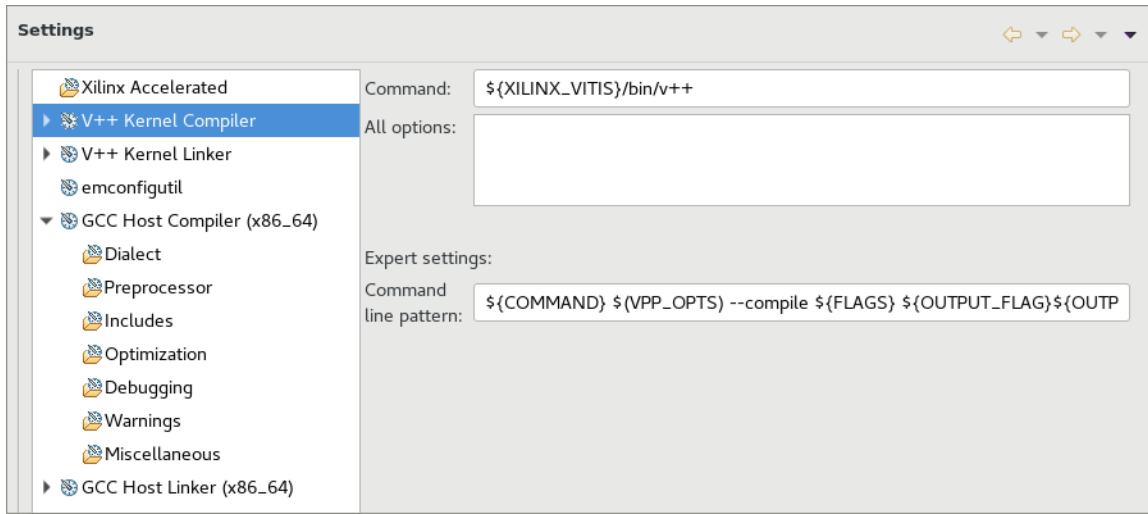 Settings
Xilinx Accelerated
V++ Kernel Compiler
V++ Kernel Linker
emconfigutil
GCC Host Compiler (x86_64)
Dialect
Preprocessor
Includes
Optimization
Debugging
Warnings
Miscellaneous
GCC Host Linker (x86_64)
Command: ${XILINX_VITIS}/bin/v++
All options:
Expert settings:
Command
line pattern: ${COMMAND} $(VPP_OPTS) --compile ${FLAGS} ${OUTPUT_FLAG}${OUTP